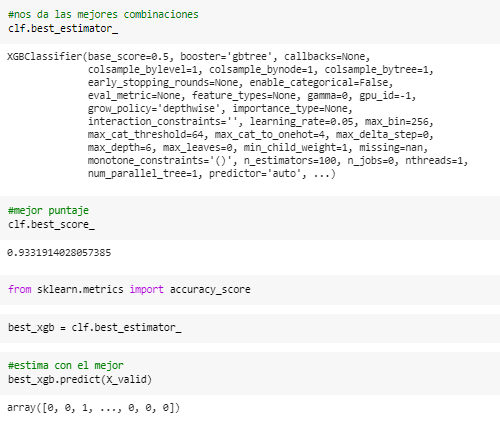 #nos da las mejores combinaciones
clf.best_estimator_
XGBClassifier(base_score=0.5, booster='gbtree', callbacks=None,
colsample_bylevel=1, colsample_bynode=1, colsample_bytree=1,
early_stopping_rounds=None, enable_categorical=False,
eval_metric=None, feature_types=None, gamma=0, gpu_id=-1,
grow_policy='depthwise', importance_type=None,
interaction_constraints='', learning_rate=0.05, max_bin=256,
max_cat_threshold=64, max_cat_to_onehot=4, max_delta_step=0,
max_depth=6, max_leaves=0, min_child_weight=1, missing=nan,
monotone_constraints='()', n_estimators=100, n_jobs=0, nthreads=1,
num_parallel_tree=1, predictor='auto', ...)
#mejor puntaje
clf.best_score_
0.9331914028057385
from sklearn.metrics import accuracy_score
best_xgb = clf.best_estimator_
#estima con el mejor
best_xgb.predict(X_valid)
array([0, 0, 1, ..., 0, 0, 0])